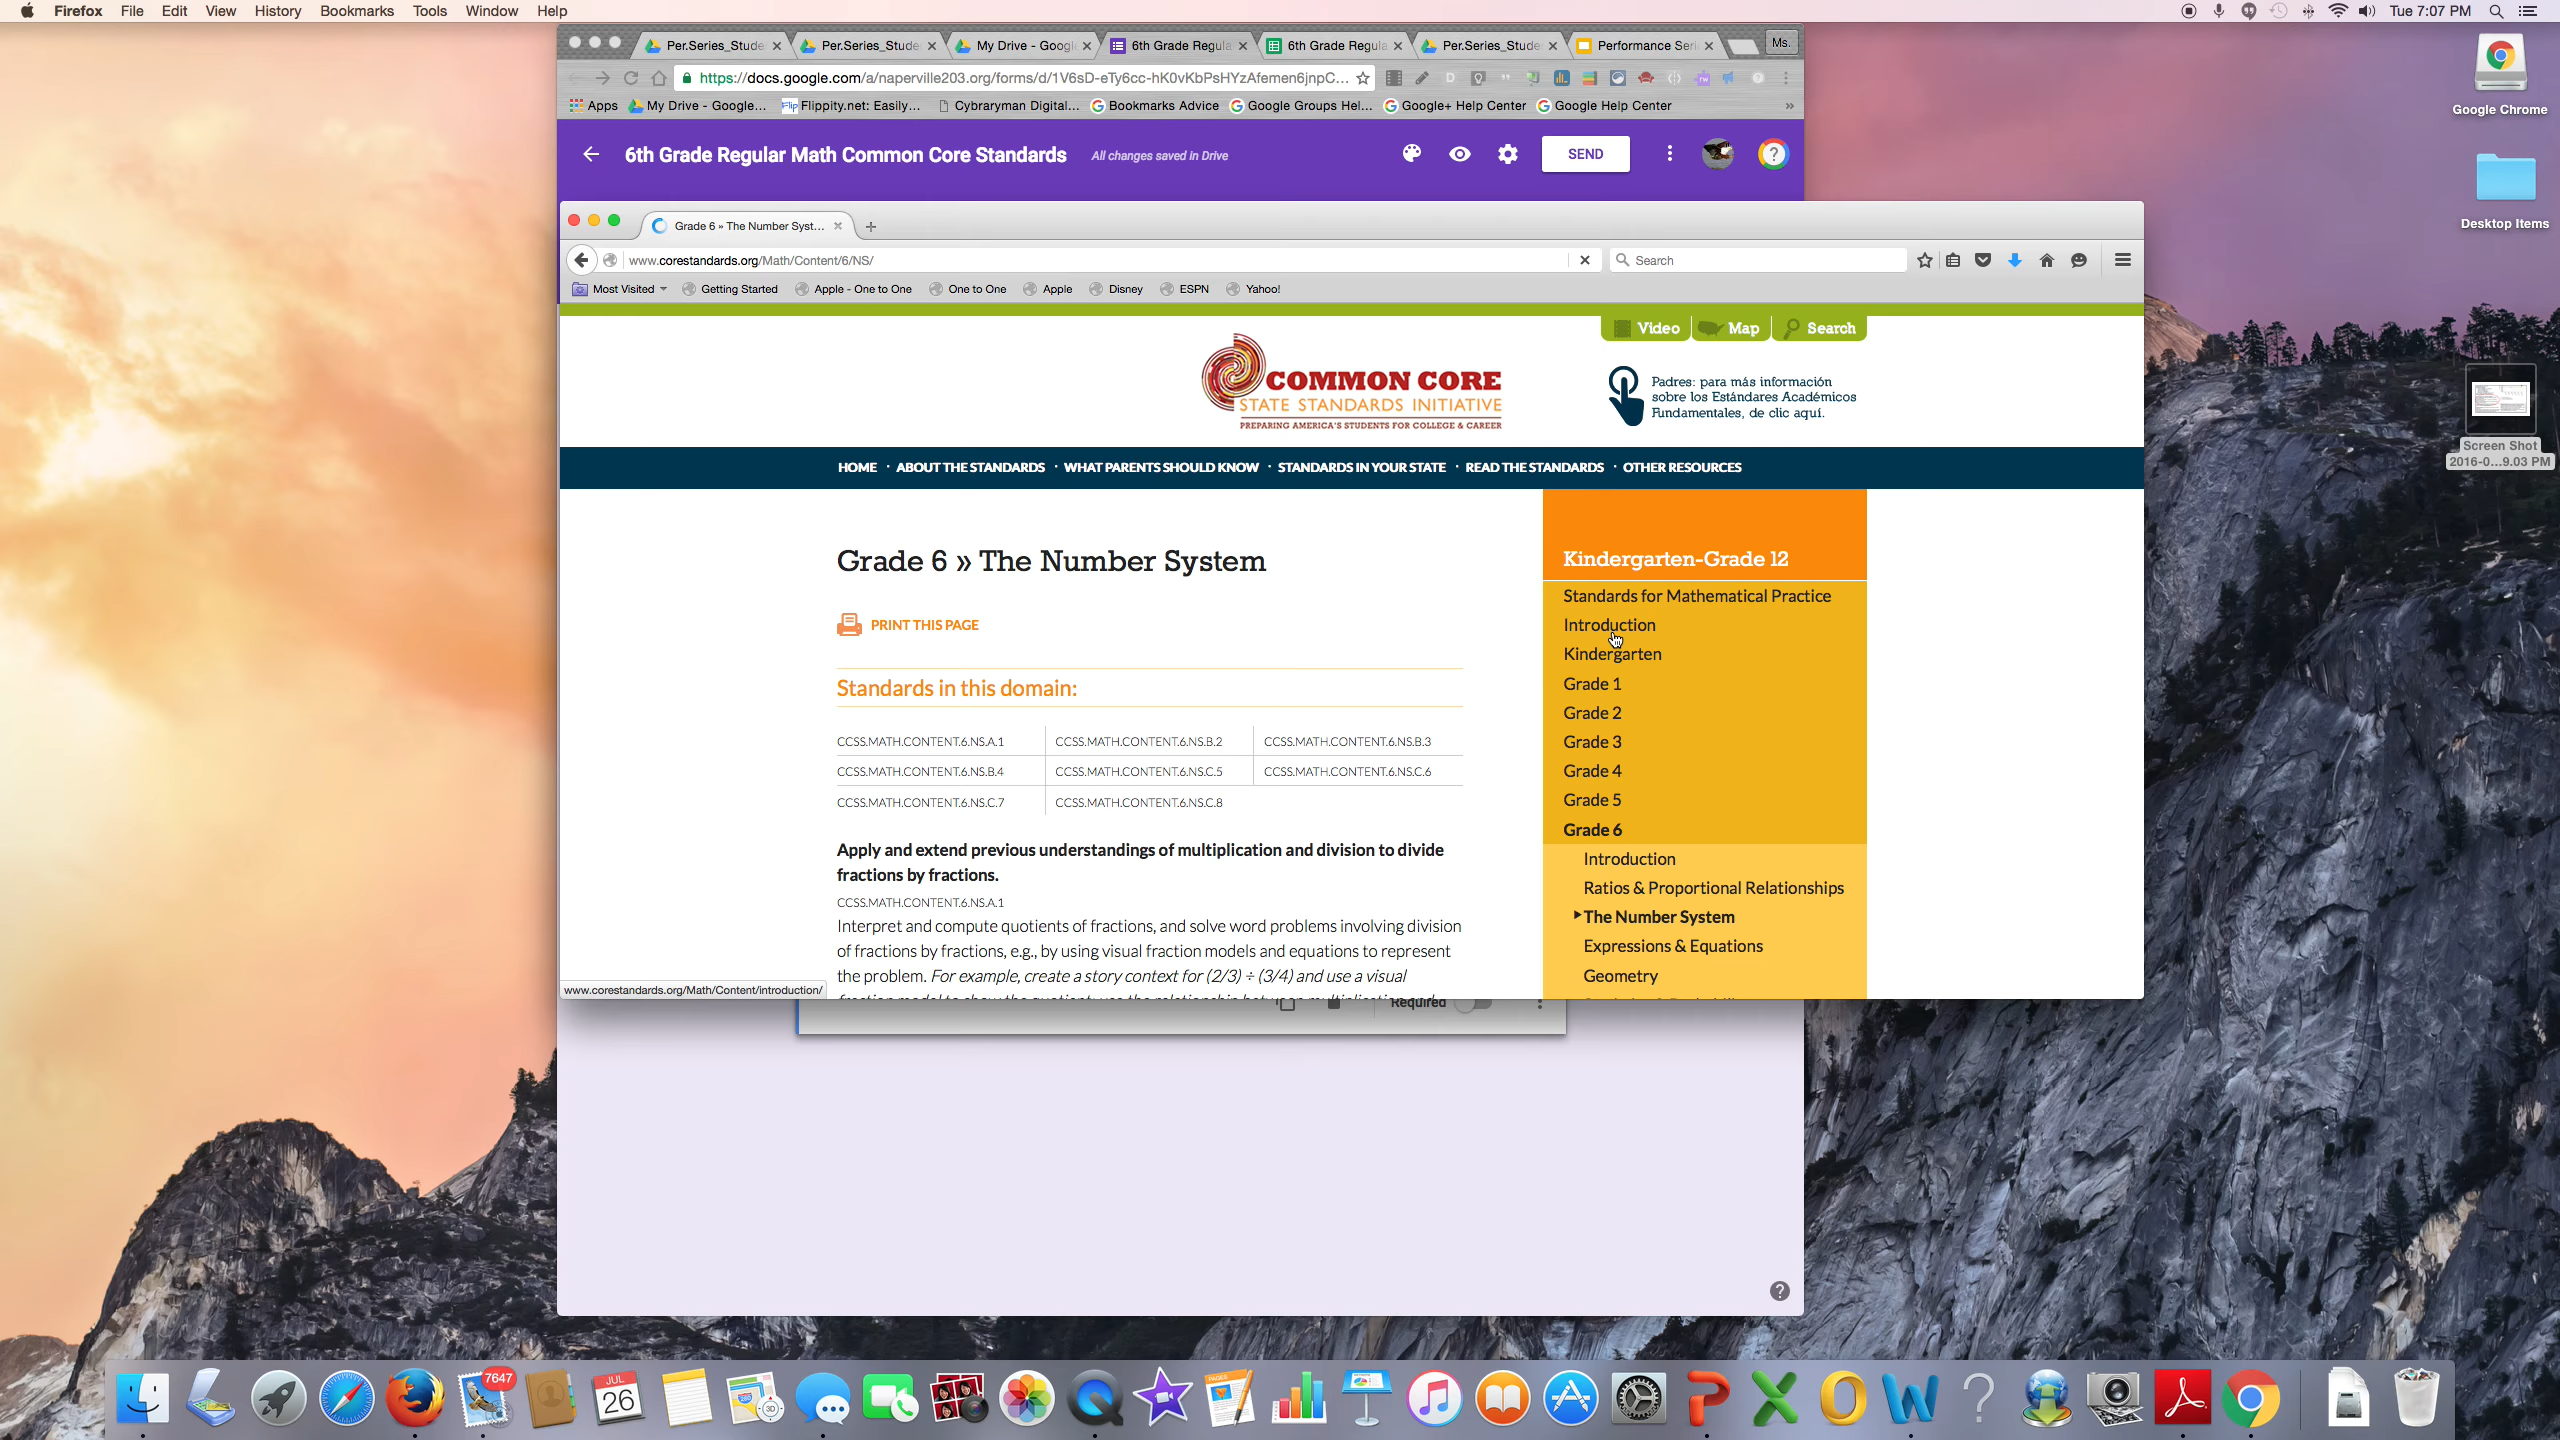 Firefox File Edit View History Bookmarks Tools Window Help
Tue 7:07 PM
Per.Series_Stude
Per.Series_Stude
My Drive - Googl
6th Grade Regula
6th Grade Regula
Per.Series_Stude
Performance Seri
Ms.
https://docs.google.com/a/naperville203.org/forms/d/1V6sD-eTy6cc-hK0vKbPsHYzAfemen6jnpC...
Apps My Drive - Google... Flippity.net: Easily... Cybraryman Digital... Bookmarks Advice Google Groups Hel... Google+ Help Center Google Help Center »
6th Grade Regular Math Common Core Standards All changes saved in Drive
SEND
Grade 6 » The Number Syst...
www.corestandards.org/Math/Content/6/NS/
Search
Most Visited Getting Started Apple - One to One One to One Apple Disney ESPN Yahoo!
Video Map Search
COMMON CORE
STATE STANDARDS INITIATIVE
PREPARING AMERICA'S STUDENTS FOR COLLEGE & CAREER
Padres: para más información
sobre los Estándares Académicos
Fundamentales, de clic aquí.
HOME · ABOUT THE STANDARDS · WHAT PARENTS SHOULD KNOW · STANDARDS IN YOUR STATE · READ THE STANDARDS · OTHER RESOURCES
Grade 6 » The Number System
PRINT THIS PAGE
Standards in this domain:
CCSS.MATH.CONTENT.6.NS.A.1 CCSS.MATH.CONTENT.6.NS.B.2 CCSS.MATH.CONTENT.6.NS.B.3
CCSS.MATH.CONTENT.6.NS.B.4 CCSS.MATH.CONTENT.6.NS.C.5 CCSS.MATH.CONTENT.6.NS.C.6
CCSS.MATH.CONTENT.6.NS.C.7 CCSS.MATH.CONTENT.6.NS.C.8
Apply and extend previous understandings of multiplication and division to divide
fractions by fractions.
CCSS.MATH.CONTENT.6.NS.A.1
Interpret and compute quotients of fractions, and solve word problems involving division
of fractions by fractions, e.g., by using visual fraction models and equations to represent
the problem. For example, create a story context for (2/3) ÷ (3/4) and use a visual
www.corestandards.org/Math/Content/introduction/
Kindergarten-Grade 12
Standards for Mathematical Practice
Introduction
Kindergarten
Grade 1
Grade 2
Grade 3
Grade 4
Grade 5
Grade 6
Introduction
Ratios & Proportional Relationships
The Number System
Expressions & Equations
Geometry
Required
Google Chrome
Desktop Items
Screen Shot
2016-0...9.03 PM
7647
JUL
26
3D